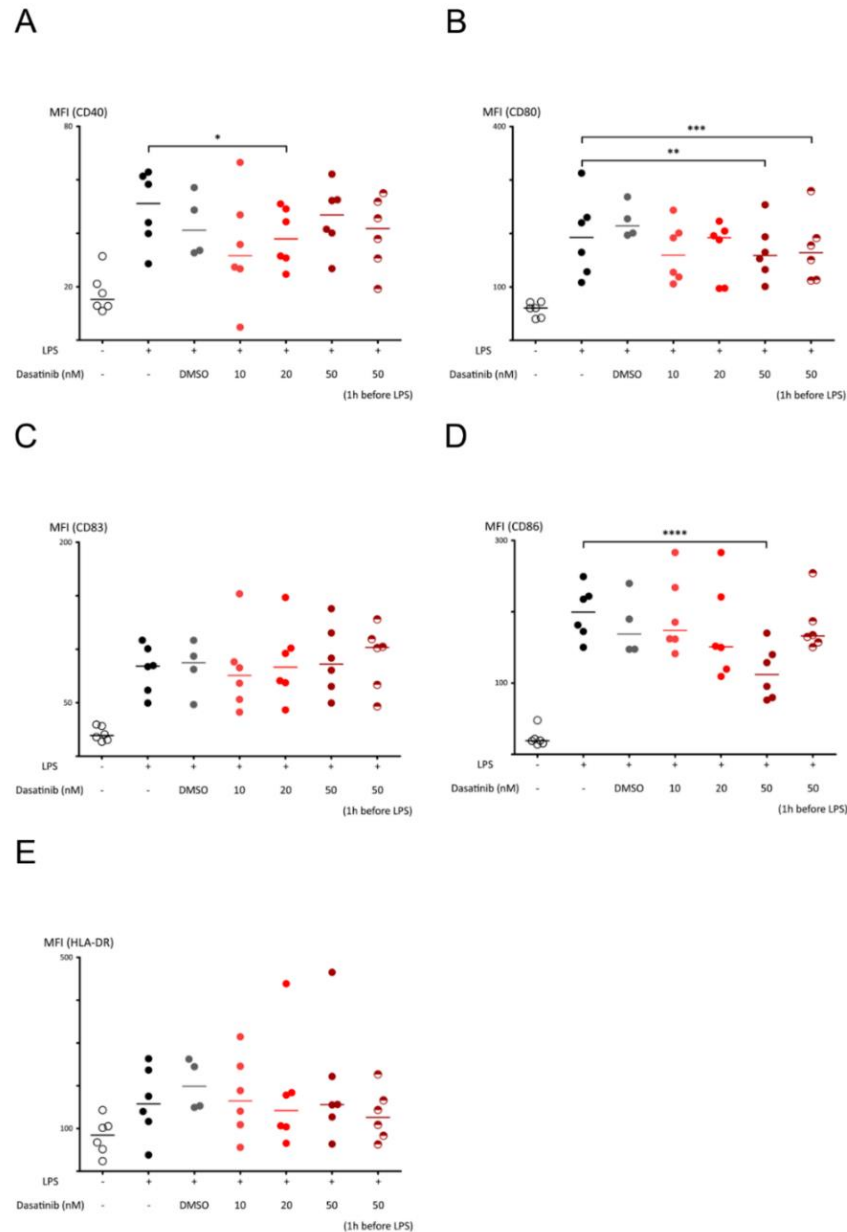 A
B
MFI (CD40)
MFI (CD80)
80
*
20
400
***
**
100
LPS - + + + + + +
Dasatinib (nM) - - DMSO 10 20 50 50
(1h before LPS)
LPS - + + + + + +
Dasatinib (nM) - - DMSO 10 20 50 50
(1h before LPS)
C
D
MFI (CD83)
MFI (CD86)
200
50
300
****
100
LPS - + + + + + +
Dasatinib (nM) - - DMSO 10 20 50 50
(1h before LPS)
LPS - + + + + + +
Dasatinib (nM) - - DMSO 10 20 50 50
(1h before LPS)
E
MFI (HLA-DR)
500
100
LPS - + + + + + +
Dasatinib (nM) - - DMSO 10 20 50 50
(1h before LPS)